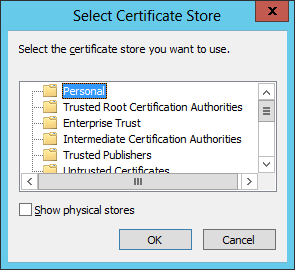 Select Certificate Store
Select the certificate store you want to use.
Personal
Trusted Root Certification Authorities
Enterprise Trust
Intermediate Certification Authorities
Trusted Publishers
Untrusted Certificates
Show physical stores
OK
Cancel